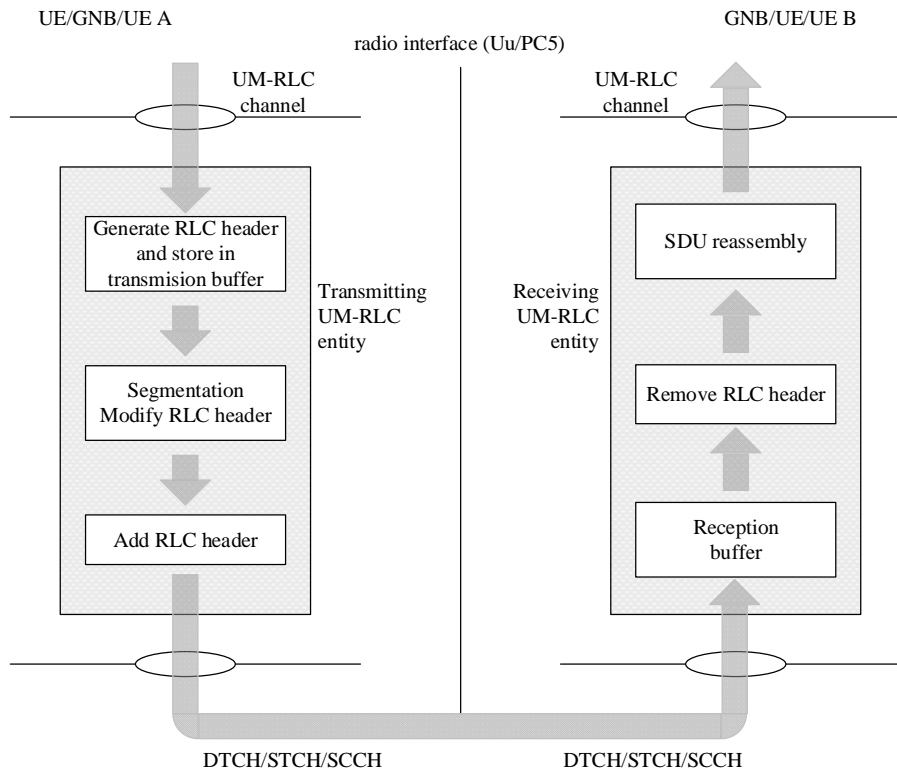 UE/GNB/UE A
GNB/UE/UE B
radio interface (Uu/PC5)
UM-RLC
channel
UM-RLC
channel
Generate RLC header
and store in
transmision buffer
Transmitting
UM-RLC
entity
Segmentation
Modify RLC header
Add RLC header
SDU reassembly
Receiving
UM-RLC
entity
Remove RLC header
Reception
buffer
DTCH/STCH/SCCH
DTCH/STCH/SCCH